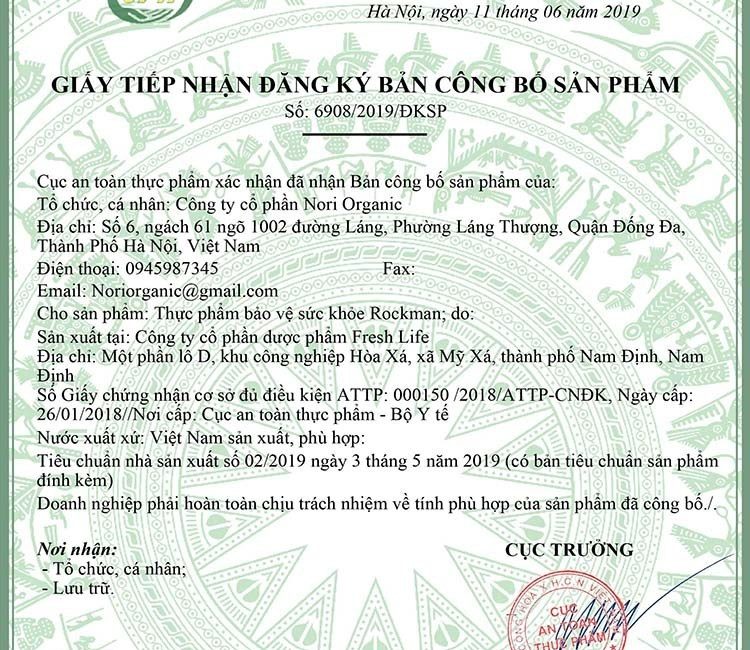 Hà Nội, ngày 11 tháng 06 năm 2019
GIẤY TIẾP NHẬN ĐĂNG KÝ BẢN CÔNG BỐ SẢN PHẨM
Số: 6908/2019/ĐKSP
Cục an toàn thực phẩm xác nhận đã nhận Bản công bố sản phẩm của:
Tổ chức, cá nhân: Công ty cổ phần Nori Organic
Địa chỉ: Số 6, ngách 61 ngõ 1002 đường Láng, Phường Láng Thượng, Quận Đống Đa,
Thành Phố Hà Nội, Việt Nam
Điện thoại: 0945987345 Fax:
Email: Noriorganic@gmail.com
Cho sản phẩm: Thực phẩm bảo vệ sức khỏe Rockman; do:
Sản xuất tại: Công ty cổ phần dược phẩm Fresh Life
Địa chỉ: Một phần lô D, khu công nghiệp Hòa Xá, xã Mỹ Xá, thành phố Nam Định, Nam
Định
Số Giấy chứng nhận cơ sở đủ điều kiện ATTP: 000150 /2018/ATTP-CNĐK, Ngày cấp:
26/01/2018//Nơi cấp: Cục an toàn thực phẩm - Bộ Y tế
Nước xuất xứ: Việt Nam sản xuất, phù hợp:
Tiêu chuẩn nhà sản xuất số 02/2019 ngày 3 tháng 5 năm 2019 (có bản tiêu chuẩn sản phẩm
đính kèm)
Doanh nghiệp phải hoàn toàn chịu trách nhiệm về tính phù hợp của sản phẩm đã công bố./.
Nơi nhận:
- Tổ chức, cá nhân;
- Lưu trữ.
CỤC TRƯỞNG
CỘNG HÒA X.H.C.N VIỆT
CỤC
AN TOÀN
THỰC PHẨM